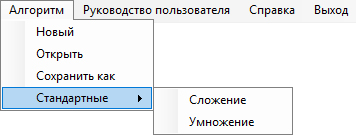 Алгоритм Руководство пользователя Справка Выход
Новый
Открыть
Сохранить как
Стандартные
Сложение
Умножение